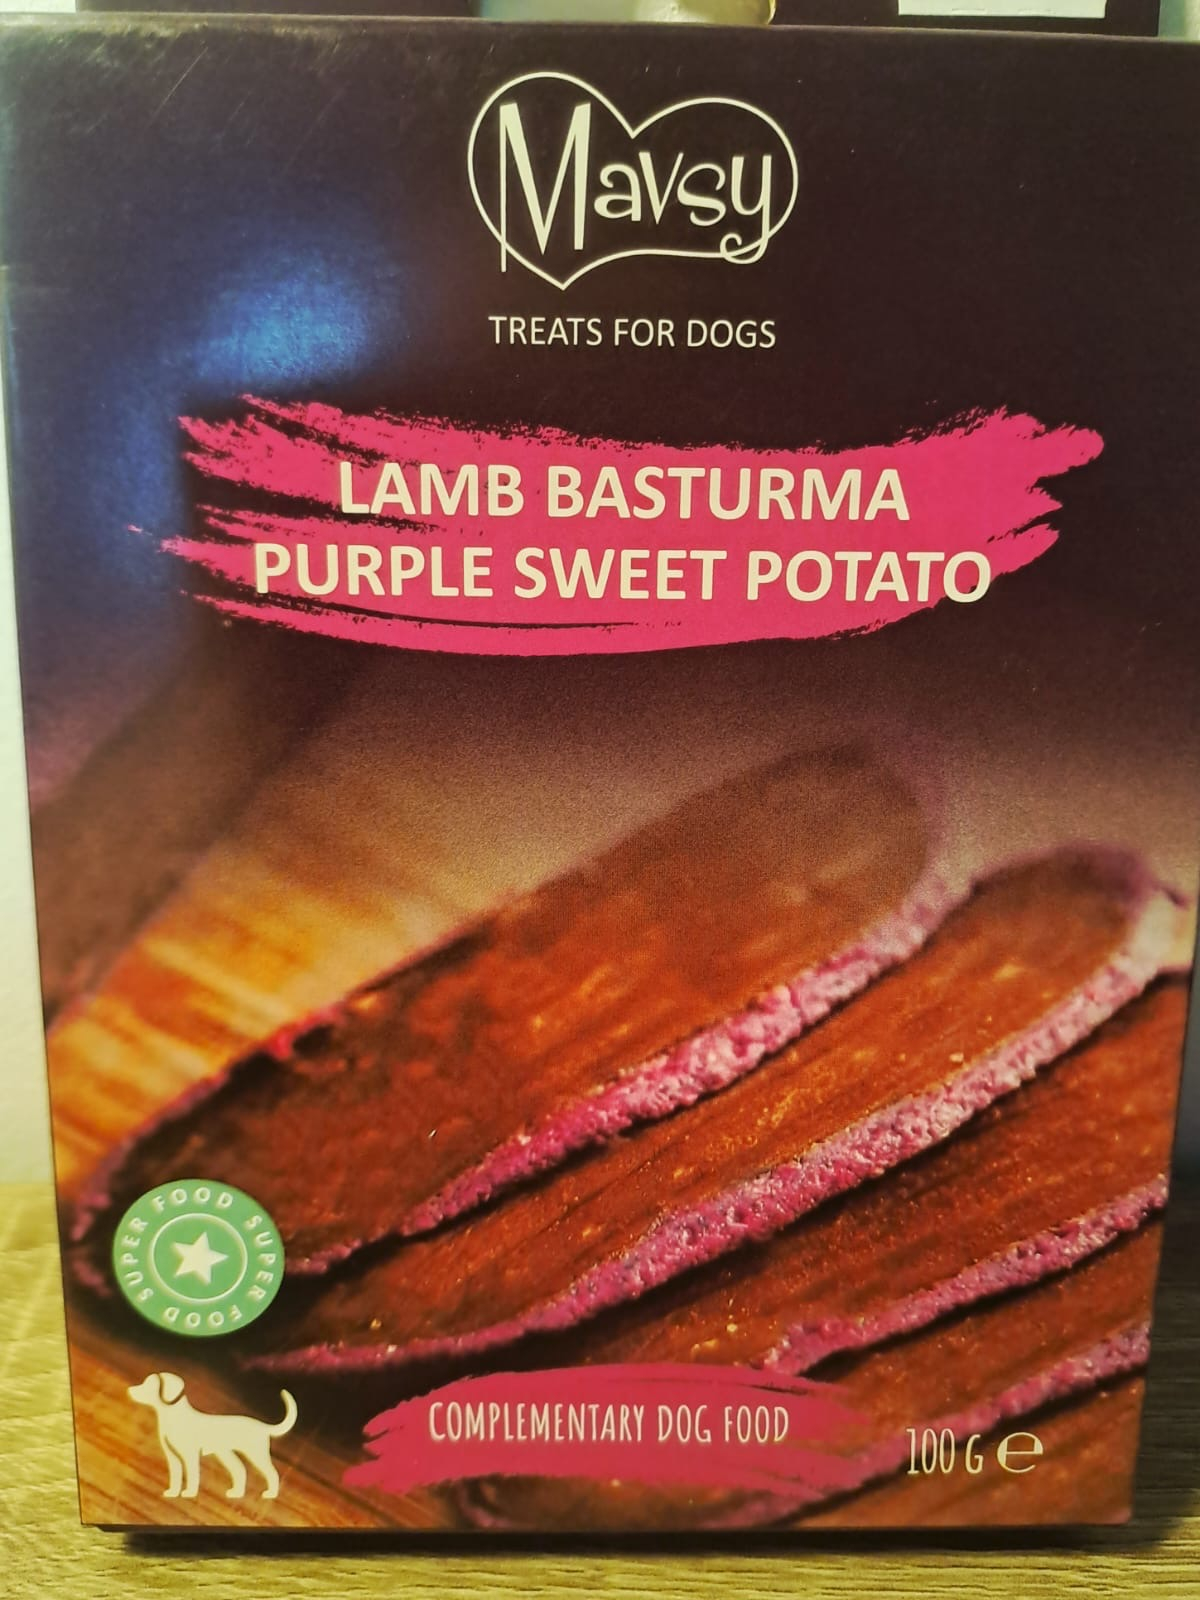 Mavsy
TREATS FOR DOGS
LAMB BASTURMA
PURPLE SWEET POTATO
SUPER FOOD SUPER FOOD
COMPLEMENTARY DOG FOOD
100 G ℮